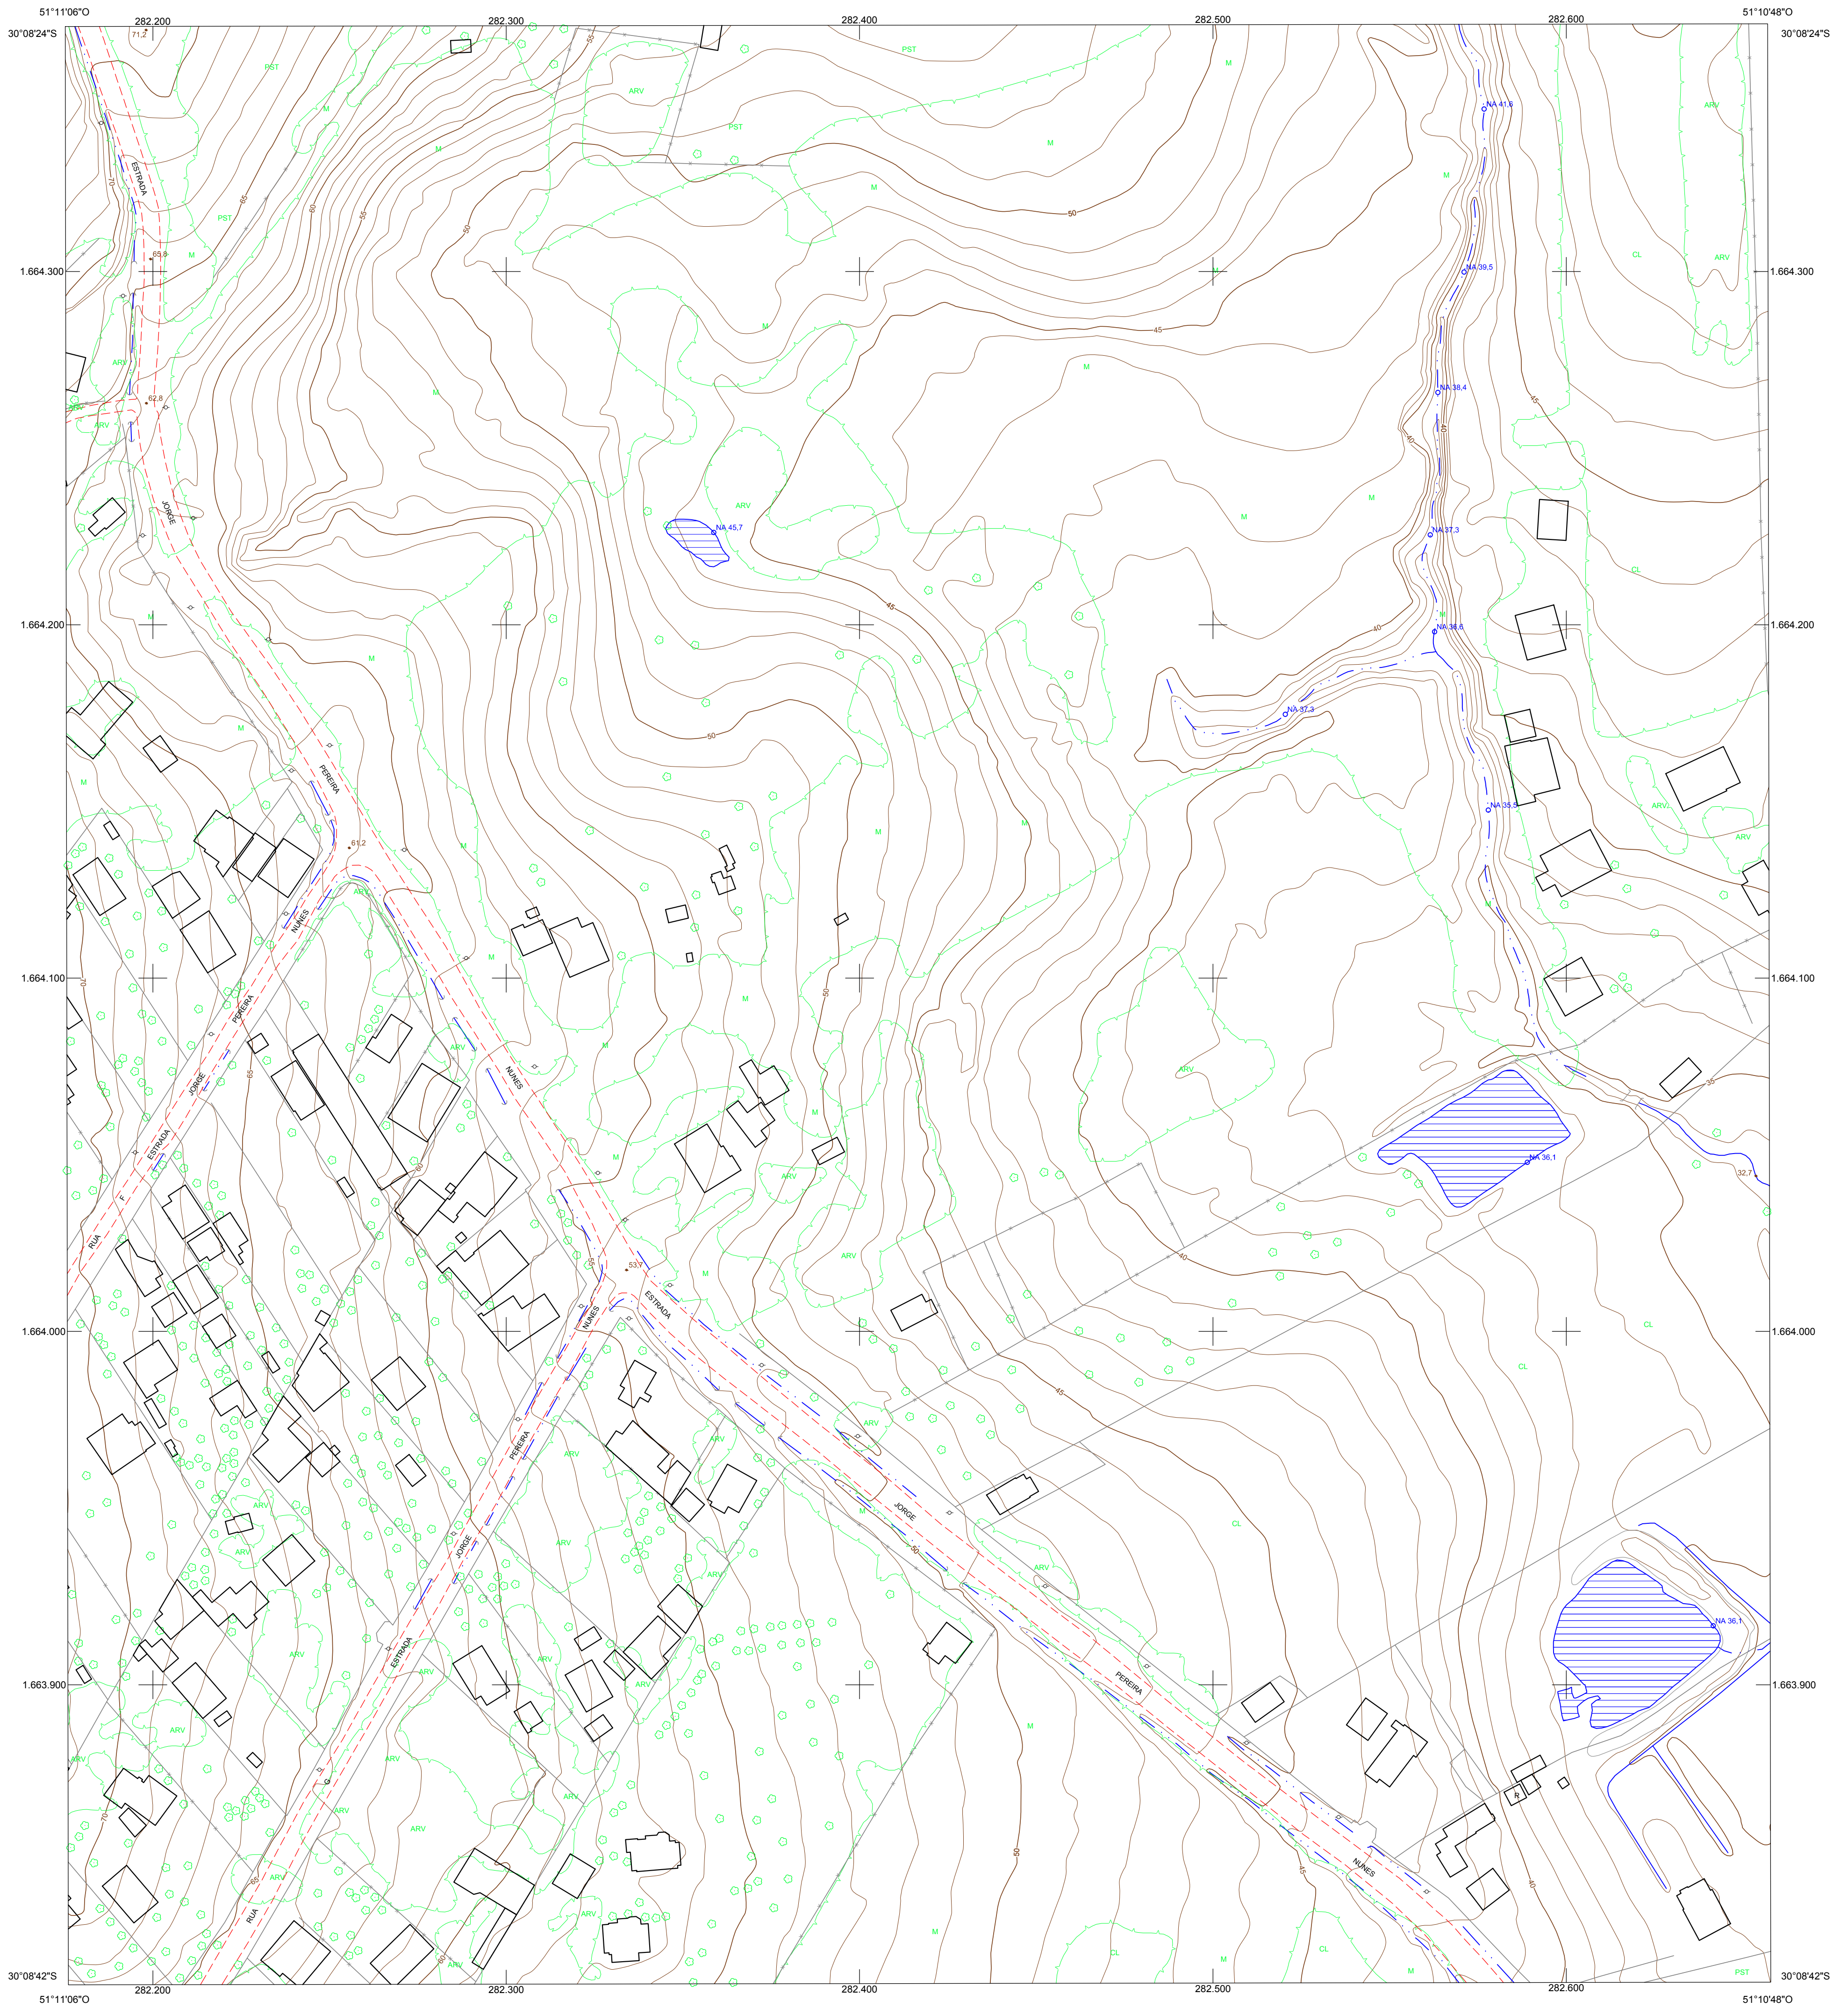 51°11'06"O
282.200
282.300
282.400
282.500
282.600
51°10'48"O
30°08'24"S
30°08'24"S
71,2
55
PST
M
PST
ARV
ARV
NA 41,6
PST
M
M
M
70
ESTRADA
65
60
55
50
M
M
50
PST
M
65,8
CL
ARV
1.664.300
M
NA 39,5
1.664.300
M
45
ARV
M
M
NA 38,4
45
62,8
ARV
ARV
40
40
JORGE
ARV
M
M
NA 45,7
NA 37,3
CL
45
M
M
1.664.200
40
NA 36,6
1.664.200
M
M
50
NA 37,3
PEREIRA
M
NA 35,5
ARV
M
M
ARV
61,2
M
ARV
M
NUNES
M
70
50
1.664.100
1.664.100
PEREIRA
M
M
ARV
65
NUNES
ARV
35
JORGE
M
ESTRADA
M
NA 36,1
60
ARV
32,7
F
RUA
ARV
40
55
53,7
M
ESTRADA
NUNES
CL
1.664.000
1.664.000
CL
45
ARV
PEREIRA
ARV
ARV
ARV
M
JORGE
CL
ARV
JORGE
ARV
50
ARV
ARV
NA 36,1
ARV
ESTRADA
ARV
PEREIRA
1.663.900
ARV
1.663.900
M
ARV
ARV
ARV
G
R
ARV
ARV
ARV
70
50
NUNES
45
ARV
65
40
RUA
ARV
M
60
ARV
CL
M
CL
M
PST
30°08'42"S
282.200
282.300
282.400
282.500
282.600
30°08'42"S
51°11'06"O
51°10'48"O